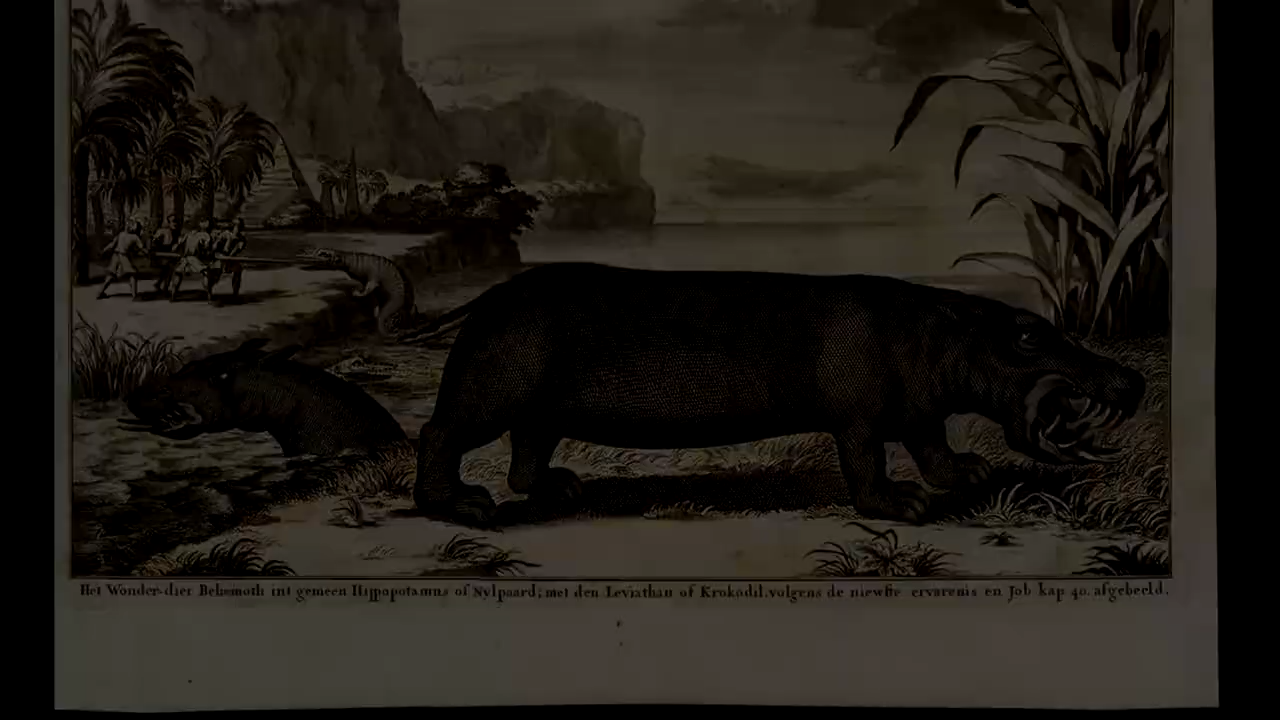 Het Wonder-dier Behemoth int gemeen Hippopotamus of Nylpaard; met den Leviathan of Krokodil. volgens de niewste ervarenis en Job kap 40. afgebeeld.